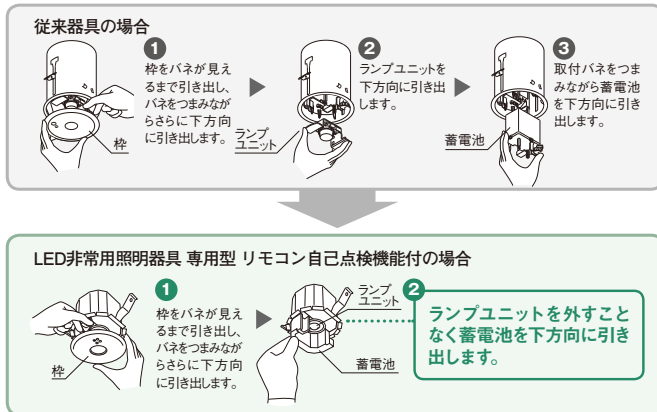 従来器具の場合
1
枠をバネが見え
るまで引き出し、
バネをつまみなが
らさらに下方向
に引き出します。
枠
2
ランプユニットを
下方向に引き出
します。
ランプ
ユニット
3
取付バネをつま
みながら蓄電池
を下方向に引き
出します。
蓄電池
LED非常用照明器具 専用型 リモコン自己点検機能付の場合
1
枠をバネが見え
るまで引き出し、
バネをつまみなが
らさらに下方向
に引き出します。
枠
ランプ
ユニット
蓄電池
2
ランプユニットを外すこと
なく蓄電池を下方向に引き
出します。